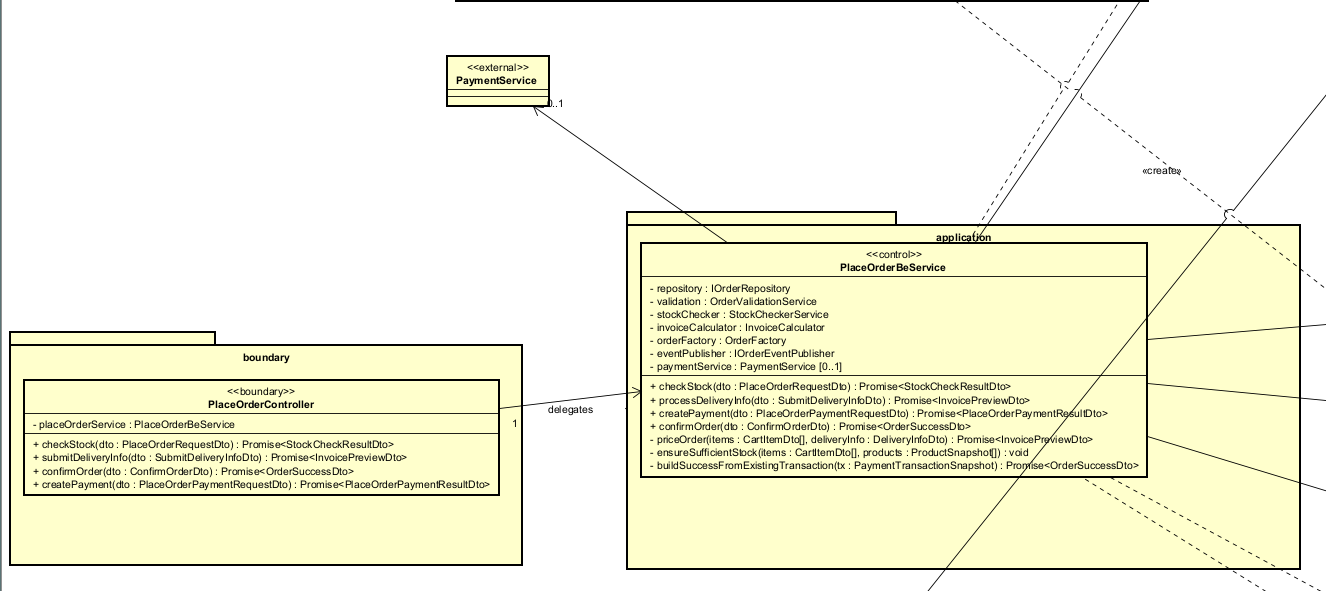 <<external>>
PaymentService
0..1
«create»
application
<<control>>
PlaceOrderBeService
- repository : IOrderRepository
- validation : OrderValidationService
- stockChecker : StockCheckerService
- invoiceCalculator : InvoiceCalculator
- orderFactory : OrderFactory
- eventPublisher : IOrderEventPublisher
- paymentService : PaymentService [0..1]
+ checkStock(dto : PlaceOrderRequestDto) : Promise<StockCheckResultDto>
+ processDeliveryInfo(dto : SubmitDeliveryInfoDto) : Promise<InvoicePreviewDto>
+ createPayment(dto : PlaceOrderPaymentRequestDto) : Promise<PlaceOrderPaymentResultDto>
+ confirmOrder(dto : ConfirmOrderDto) : Promise<OrderSuccessDto>
- priceOrder(items : CartItemDto[], deliveryInfo : DeliveryInfoDto) : Promise<InvoicePreviewDto>
- ensureSufficientStock(items : CartItemDto[], products : ProductSnapshot[]) : void
- buildSuccessFromExistingTransaction(tx : PaymentTransactionSnapshot) : Promise<OrderSuccessDto>
boundary
<<boundary>>
PlaceOrderController
- placeOrderService : PlaceOrderBeService
+ checkStock(dto : PlaceOrderRequestDto) : Promise<StockCheckResultDto>
+ submitDeliveryInfo(dto : SubmitDeliveryInfoDto) : Promise<InvoicePreviewDto>
+ confirmOrder(dto : ConfirmOrderDto) : Promise<OrderSuccessDto>
+ createPayment(dto : PlaceOrderPaymentRequestDto) : Promise<PlaceOrderPaymentResultDto>
delegates
1